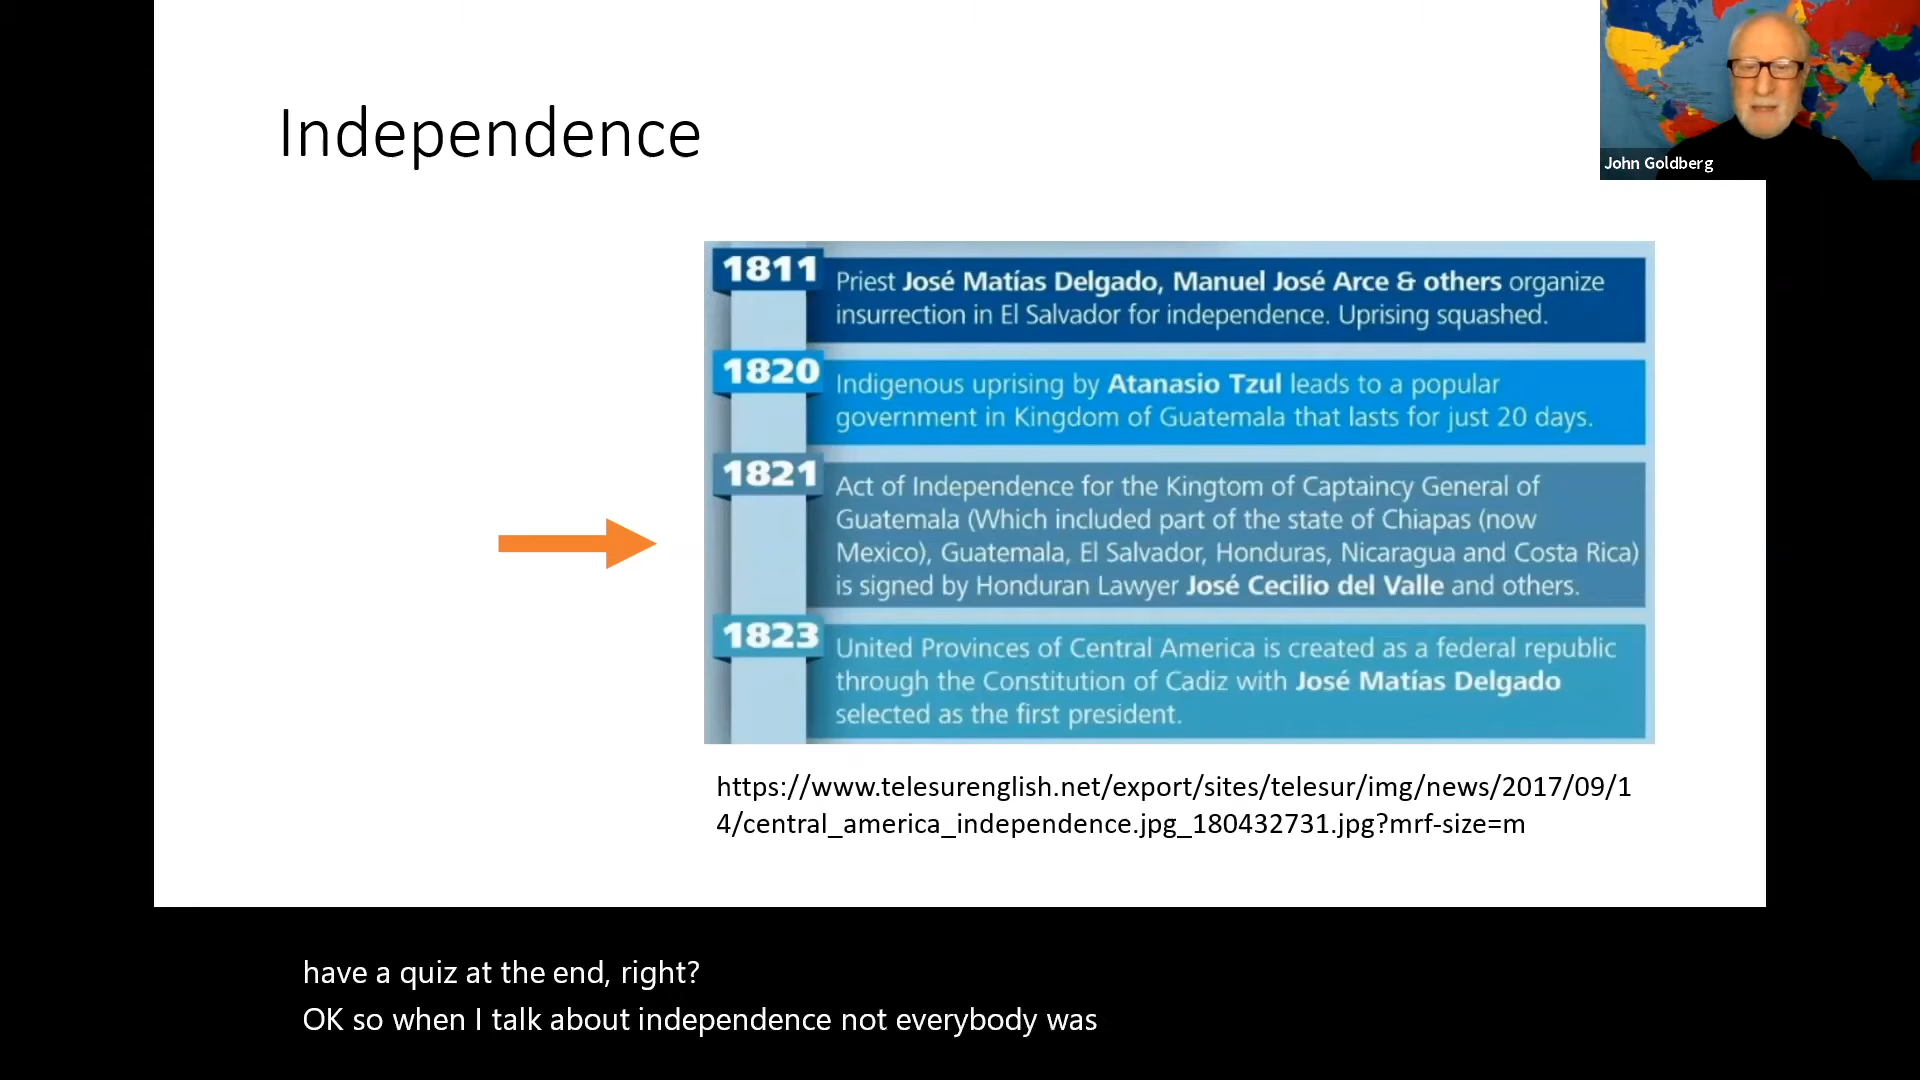 Independence
John Goldberg
1811
Priest José Matías Delgado, Manuel José Arce & others organize
insurrection in El Salvador for independence. Uprising squashed.
1820
Indigenous uprising by Atanasio Tzul leads to a popular
government in Kingdom of Guatemala that lasts for just 20 days.
1821
Act of Independence for the Kingtom of Captaincy General of
Guatemala (Which included part of the state of Chiapas (now
Mexico), Guatemala, El Salvador, Honduras, Nicaragua and Costa Rica)
is signed by Honduran Lawyer José Cecilio del Valle and others.
1823
United Provinces of Central America is created as a federal republic
through the Constitution of Cadiz with José Matías Delgado
selected as the first president.
https://www.telesurenglish.net/export/sites/telesur/img/news/2017/09/1
4/central_america_independence.jpg_180432731.jpg?mrf-size=m
have a quiz at the end, right?
OK so when I talk about independence not everybody was